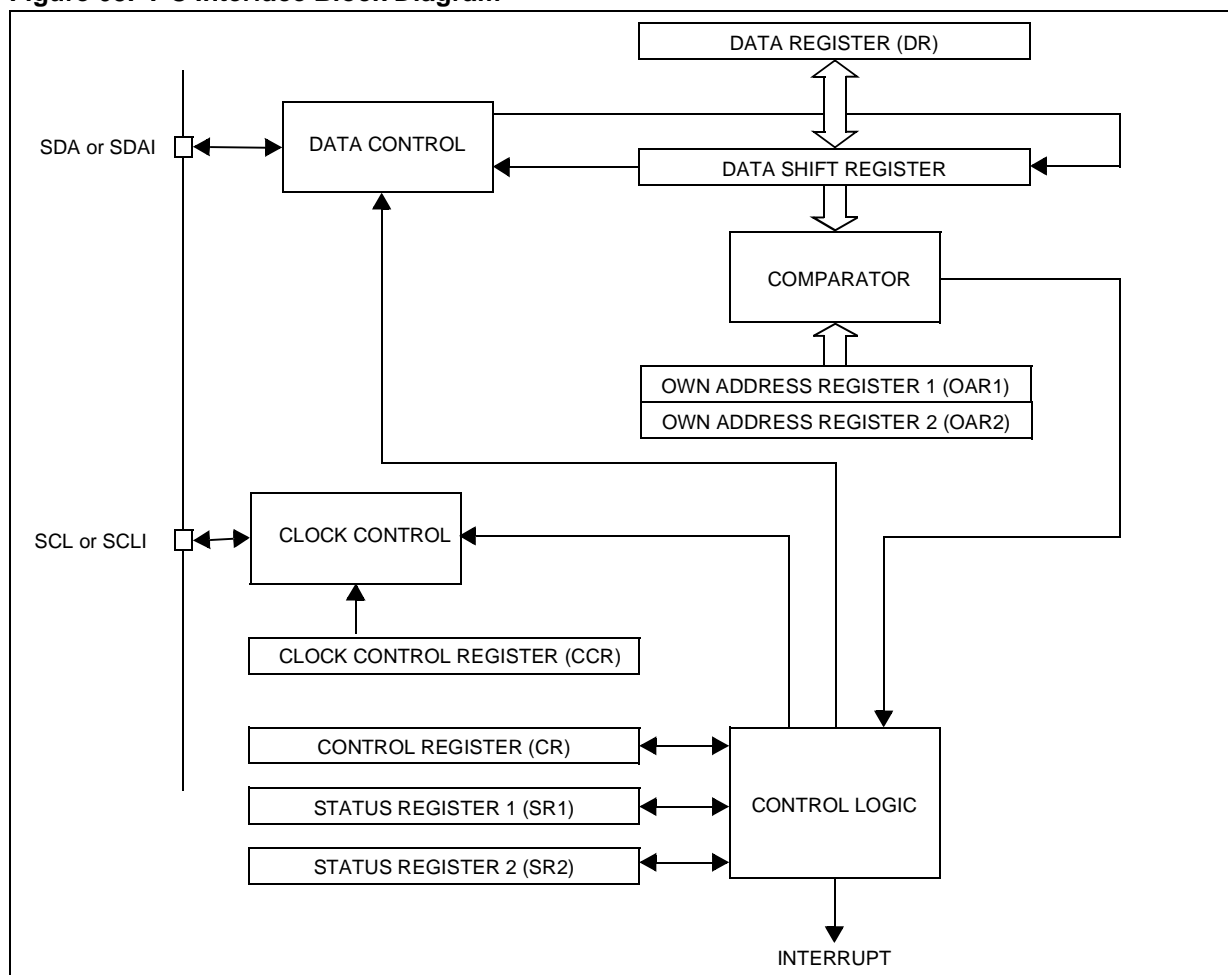 DATA REGISTER (DR)
SDA or SDAI
DATA CONTROL
DATA SHIFT REGISTER
COMPARATOR
OWN ADDRESS REGISTER 1 (OAR1)
OWN ADDRESS REGISTER 2 (OAR2)
SCL or SCLI
CLOCK CONTROL
CLOCK CONTROL REGISTER (CCR)
CONTROL REGISTER (CR)
STATUS REGISTER 1 (SR1)
CONTROL LOGIC
STATUS REGISTER 2 (SR2)
INTERRUPT